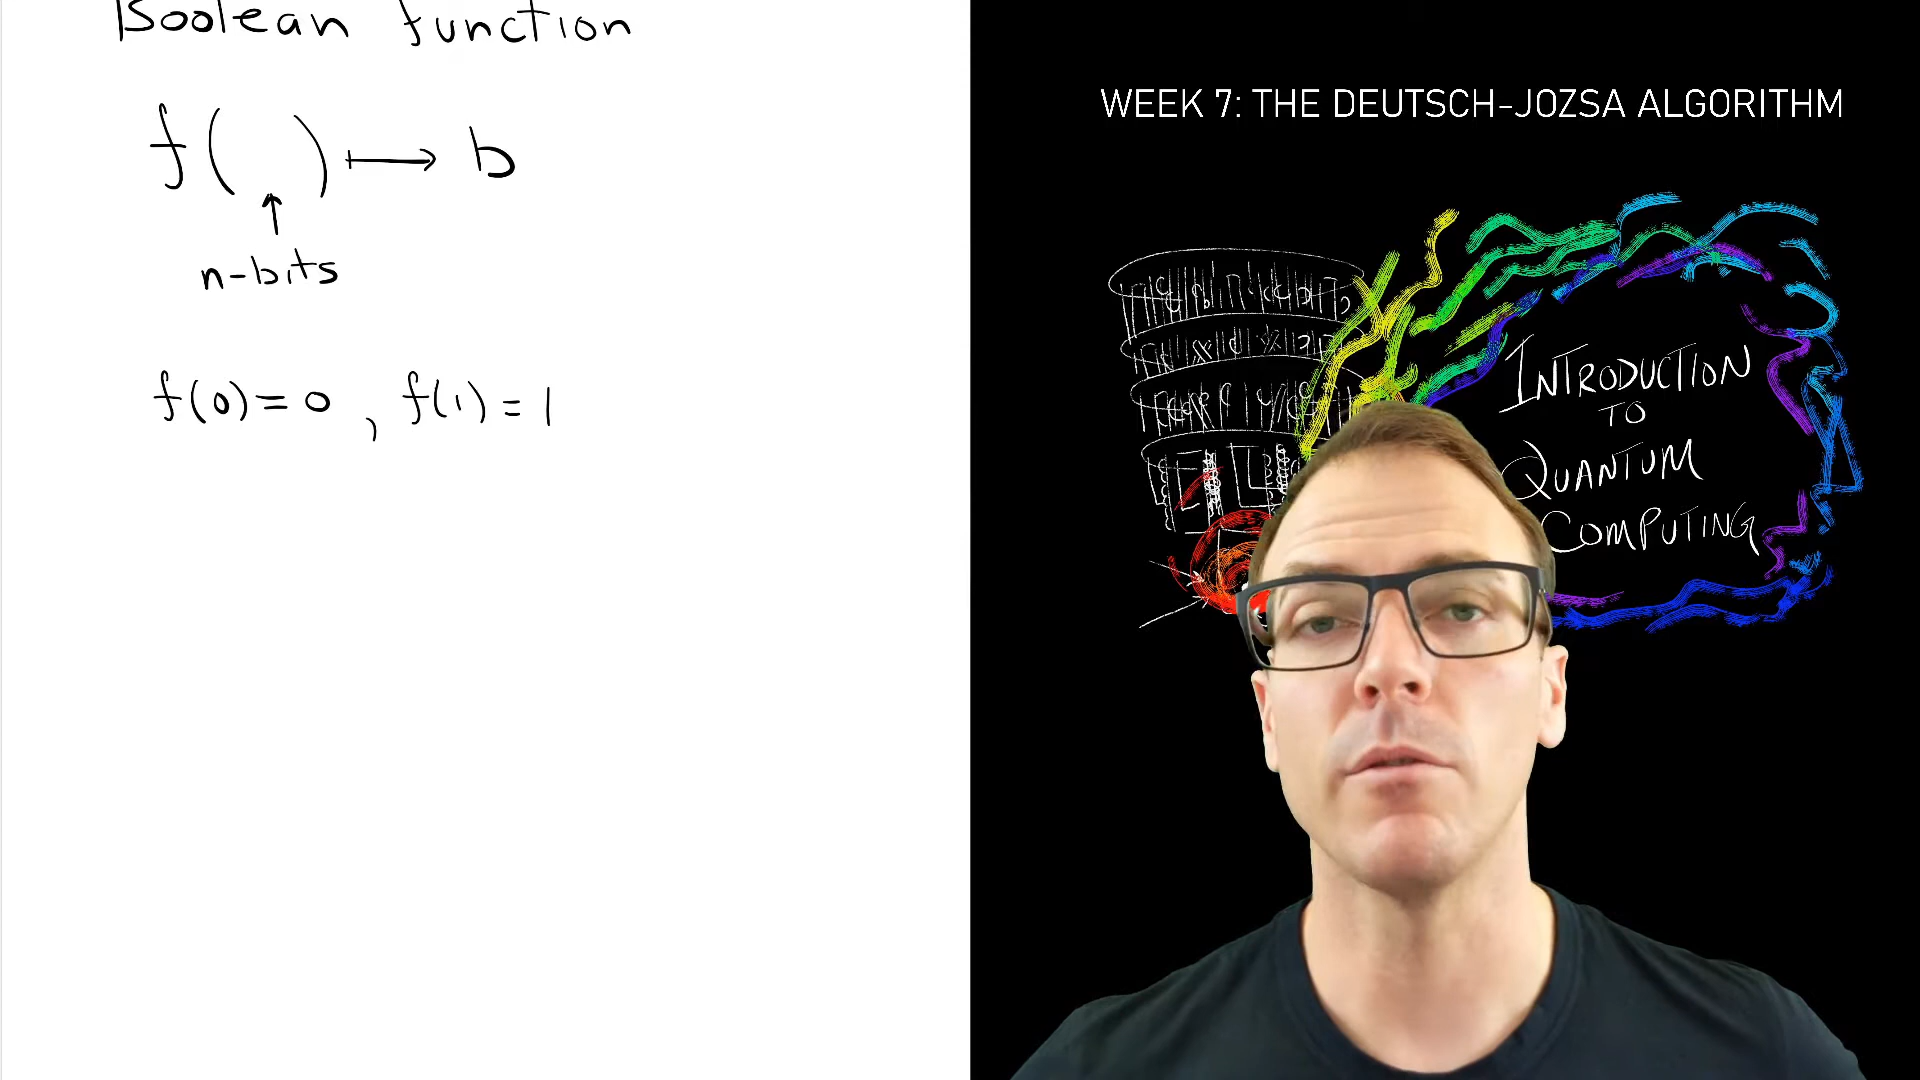 Boolean function
f( ) ↦ b
↑
n-bits
f(0) = 0 , f(1) = 1
WEEK 7: THE DEUTSCH-JOZSA ALGORITHM
INTRODUCTION
TO
QUANTUM
COMPUTING